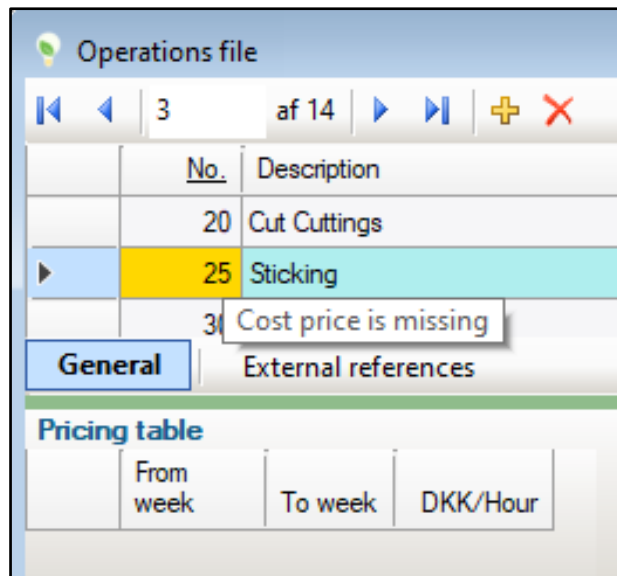 Operations file
3 af 14
No. Description
20 Cut Cuttings
25 Sticking
Cost price is missing
General External references
Pricing table
From
week To week DKK/Hour